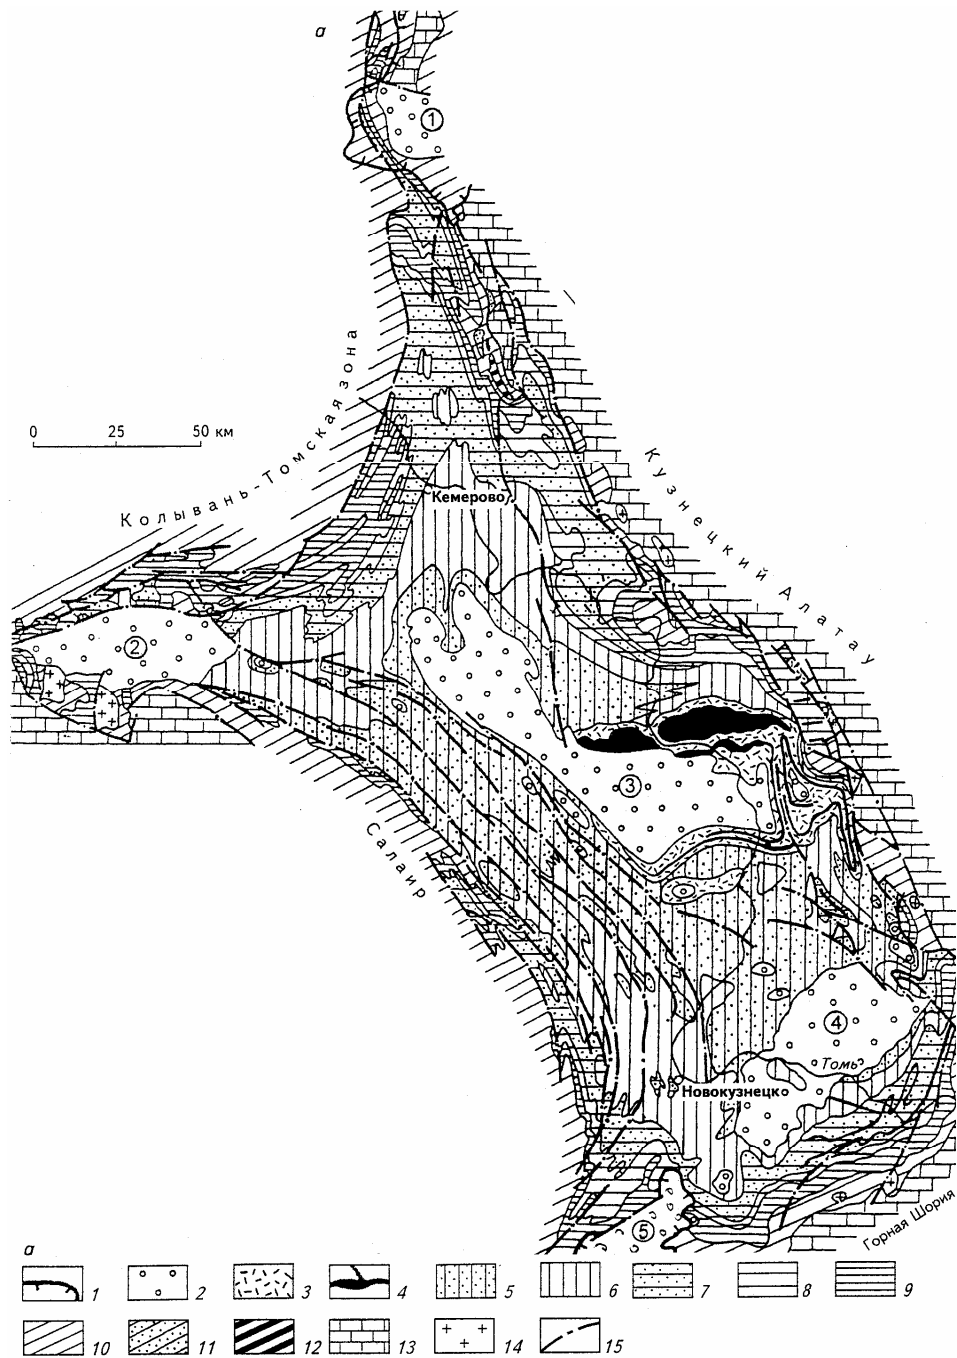 а
1
Колывань-Томская зона
0 25 50 км
Кемерово
Кузнецкий Алатау
2
3
Салаир
4
Томь
Новокузнецк
5
Горная Шория
а
1 2 3 4 5 6 7 8 9
10 11 12 13 14 15